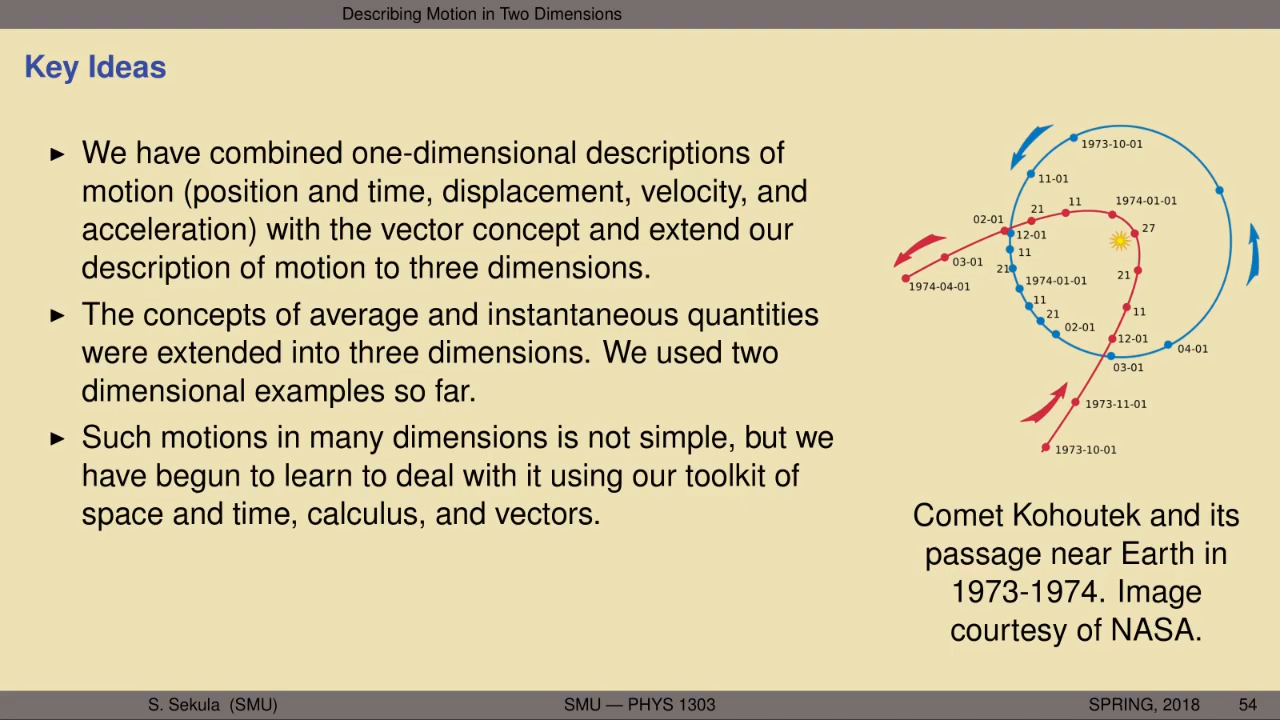 Describing Motion in Two Dimensions
Key Ideas
► We have combined one-dimensional descriptions of
motion (position and time, displacement, velocity, and
acceleration) with the vector concept and extend our
description of motion to three dimensions.
► The concepts of average and instantaneous quantities
were extended into three dimensions. We used two
dimensional examples so far.
► Such motions in many dimensions is not simple, but we
have begun to learn to deal with it using our toolkit of
space and time, calculus, and vectors.
1973-10-01
11-01
1974-01-01
11
21
02-01
27
12-01
11
03-01
21
21
1974-01-01
1974-04-01
11
11
21
02-01
12-01
04-01
03-01
1973-11-01
1973-10-01
Comet Kohoutek and its
passage near Earth in
1973-1974. Image
courtesy of NASA.
S. Sekula (SMU)
SMU — PHYS 1303
SPRING, 2018
54